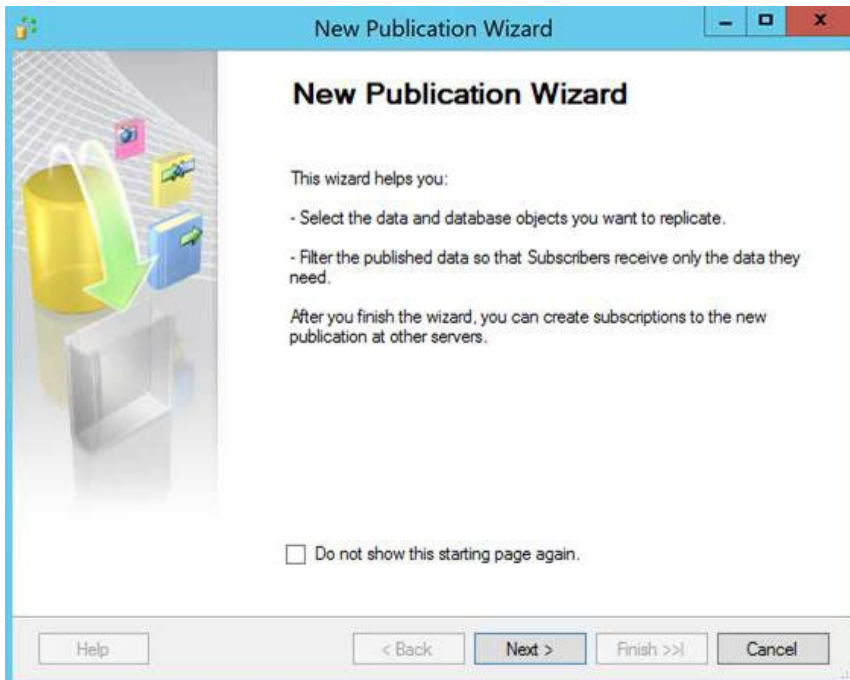 New Publication Wizard
New Publication Wizard
This wizard helps you:
- Select the data and database objects you want to replicate.
- Filter the published data so that Subscribers receive only the data they
need.
After you finish the wizard, you can create subscriptions to the new
publication at other servers.
Do not show this starting page again.
Help
< Back
Next >
Finish >>|
Cancel